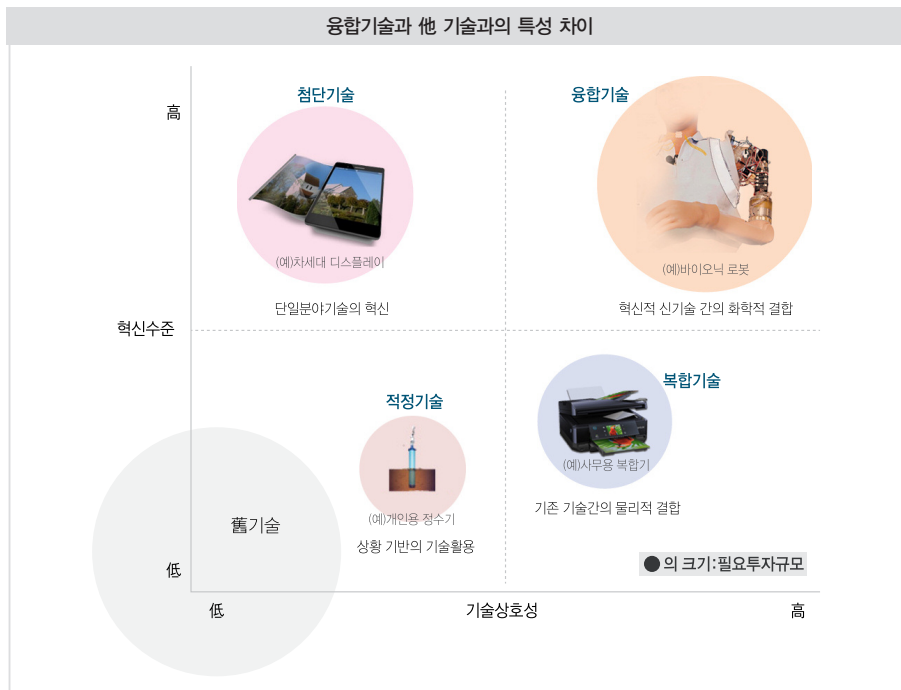 융합기술과 他 기술과의 특성 차이
첨단기술
융합기술
高
(예)차세대 디스플레이
(예)바이오닉 로봇
단일분야기술의 혁신
혁신적 신기술 간의 화학적 결합
혁신수준
복합기술
적정기술
(예)사무용 복합기
기존 기술간의 물리적 결합
舊기술
(예)개인용 정수기
상황 기반의 기술활용
●의 크기:필요투자규모
低
低
기술상호성
高